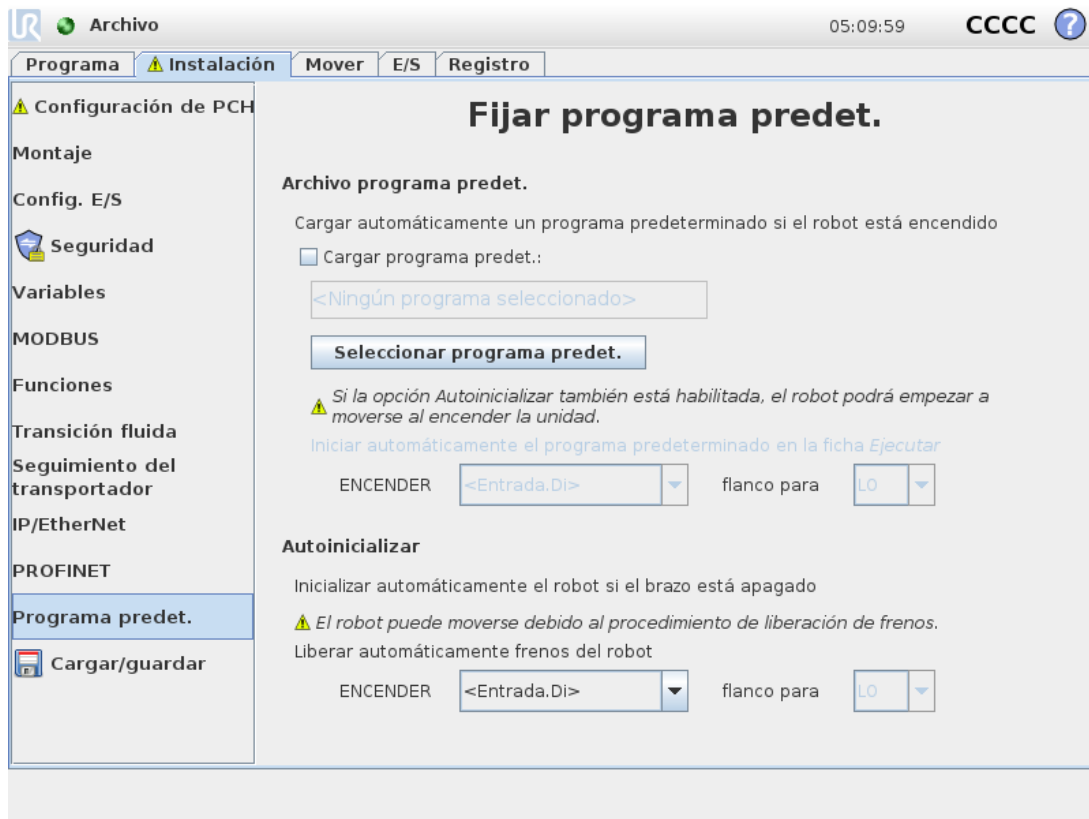 UR Archivo 05:09:59 CCCC ?
Programa Instalación Mover E/S Registro
Configuración de PCH
Montaje
Config. E/S
Seguridad
Variables
MODBUS
Funciones
Transición fluida
Seguimiento del
transportador
IP/EtherNet
PROFINET
Programa predet.
Cargar/guardar
Fijar programa predet.
Archivo programa predet.
Cargar automáticamente un programa predeterminado si el robot está encendido
Cargar programa predet.:
<Ningún programa seleccionado>
Seleccionar programa predet.
Si la opción Autoinicializar también está habilitada, el robot podrá empezar a
moverse al encender la unidad.
Iniciar automáticamente el programa predeterminado en la ficha Ejecutar
ENCENDER <Entrada.Di> flanco para LO
Autoinicializar
Inicializar automáticamente el robot si el brazo está apagado
El robot puede moverse debido al procedimiento de liberación de frenos.
Liberar automáticamente frenos del robot
ENCENDER <Entrada.Di> flanco para LO